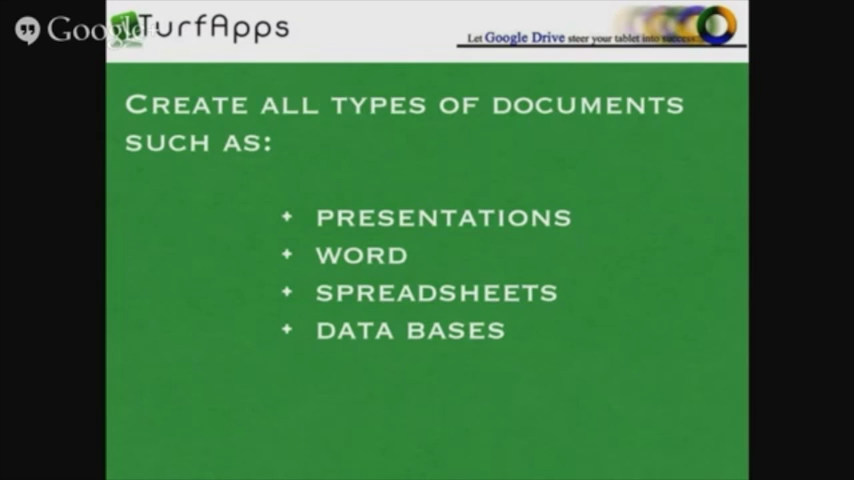 Google+
TurfApps
Let Google Drive steer your tablet into success!
CREATE ALL TYPES OF DOCUMENTS
SUCH AS:
+ PRESENTATIONS
+ WORD
+ SPREADSHEETS
+ DATA BASES